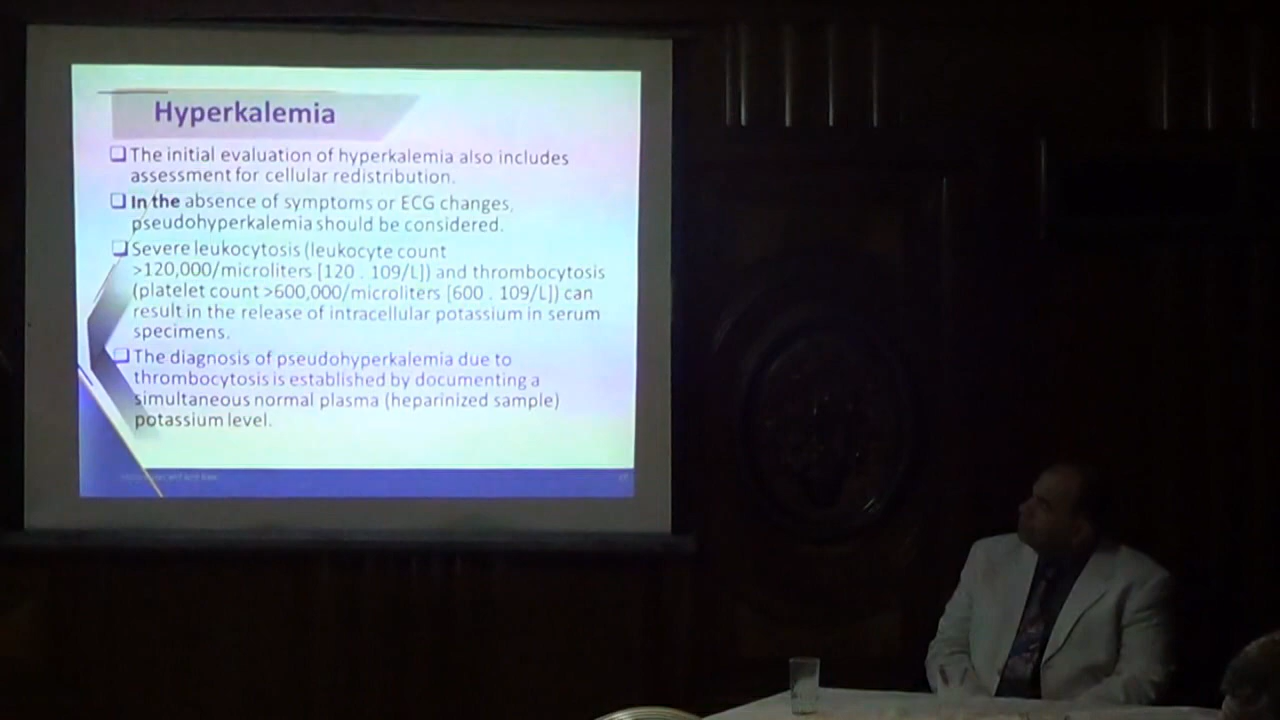 Hyperkalemia
❑The initial evaluation of hyperkalemia also includes
assessment for cellular redistribution.
❑In the absence of symptoms or ECG changes,
pseudohyperkalemia should be considered.
❑Severe leukocytosis (leukocyte count
>120,000/microliters [120 . 109/L]) and thrombocytosis
(platelet count >600,000/microliters [600 . 109/L]) can
result in the release of intracellular potassium in serum
specimens.
❑The diagnosis of pseudohyperkalemia due to
thrombocytosis is established by documenting a
simultaneous normal plasma (heparinized sample)
potassium level.